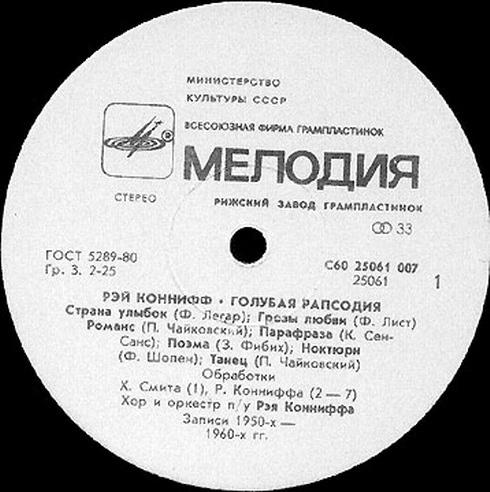 МИНИСТЕРСТВО
КУЛЬТУРЫ СССР
ВСЕСОЮЗНАЯ ФИРМА ГРАМПЛАСТИНОК
МЕЛОДИЯ
СТЕРЕО
РИЖСКИЙ ЗАВОД ГРАМПЛАСТИНОК
33
ГОСТ 5289-80
Гр. 3. 2-25
С60 25061 007
25061
1
РЭЙ КОННИФФ • ГОЛУБАЯ РАПСОДИЯ
Страна улыбок (Ф. Легар); Грозы любви (Ф. Лист)
Романс (П. Чайковский); Парафраза (К. Сен-
Санс); Поэма (З. Фибих); Ноктюрн
(Ф. Шопен); Танец (П. Чайковский)
Обработки
Х. Смита (1), Р. Конниффа (2 — 7)
Хор и оркестр п/у Рэя Конниффа
Записи 1950-х —
1960-х гг.